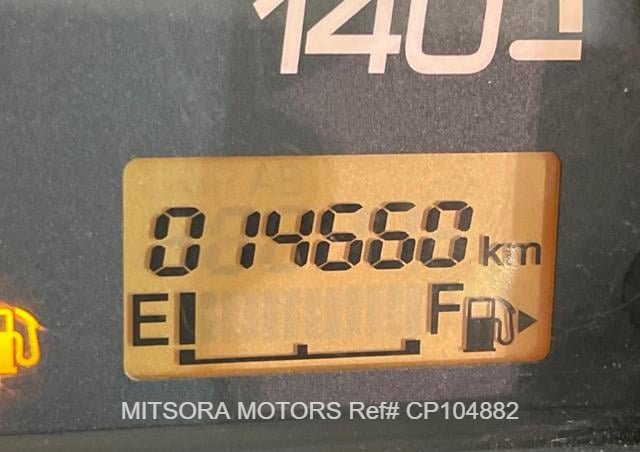 140
014660 km
E F
MITSORA MOTORS Ref# CP104882